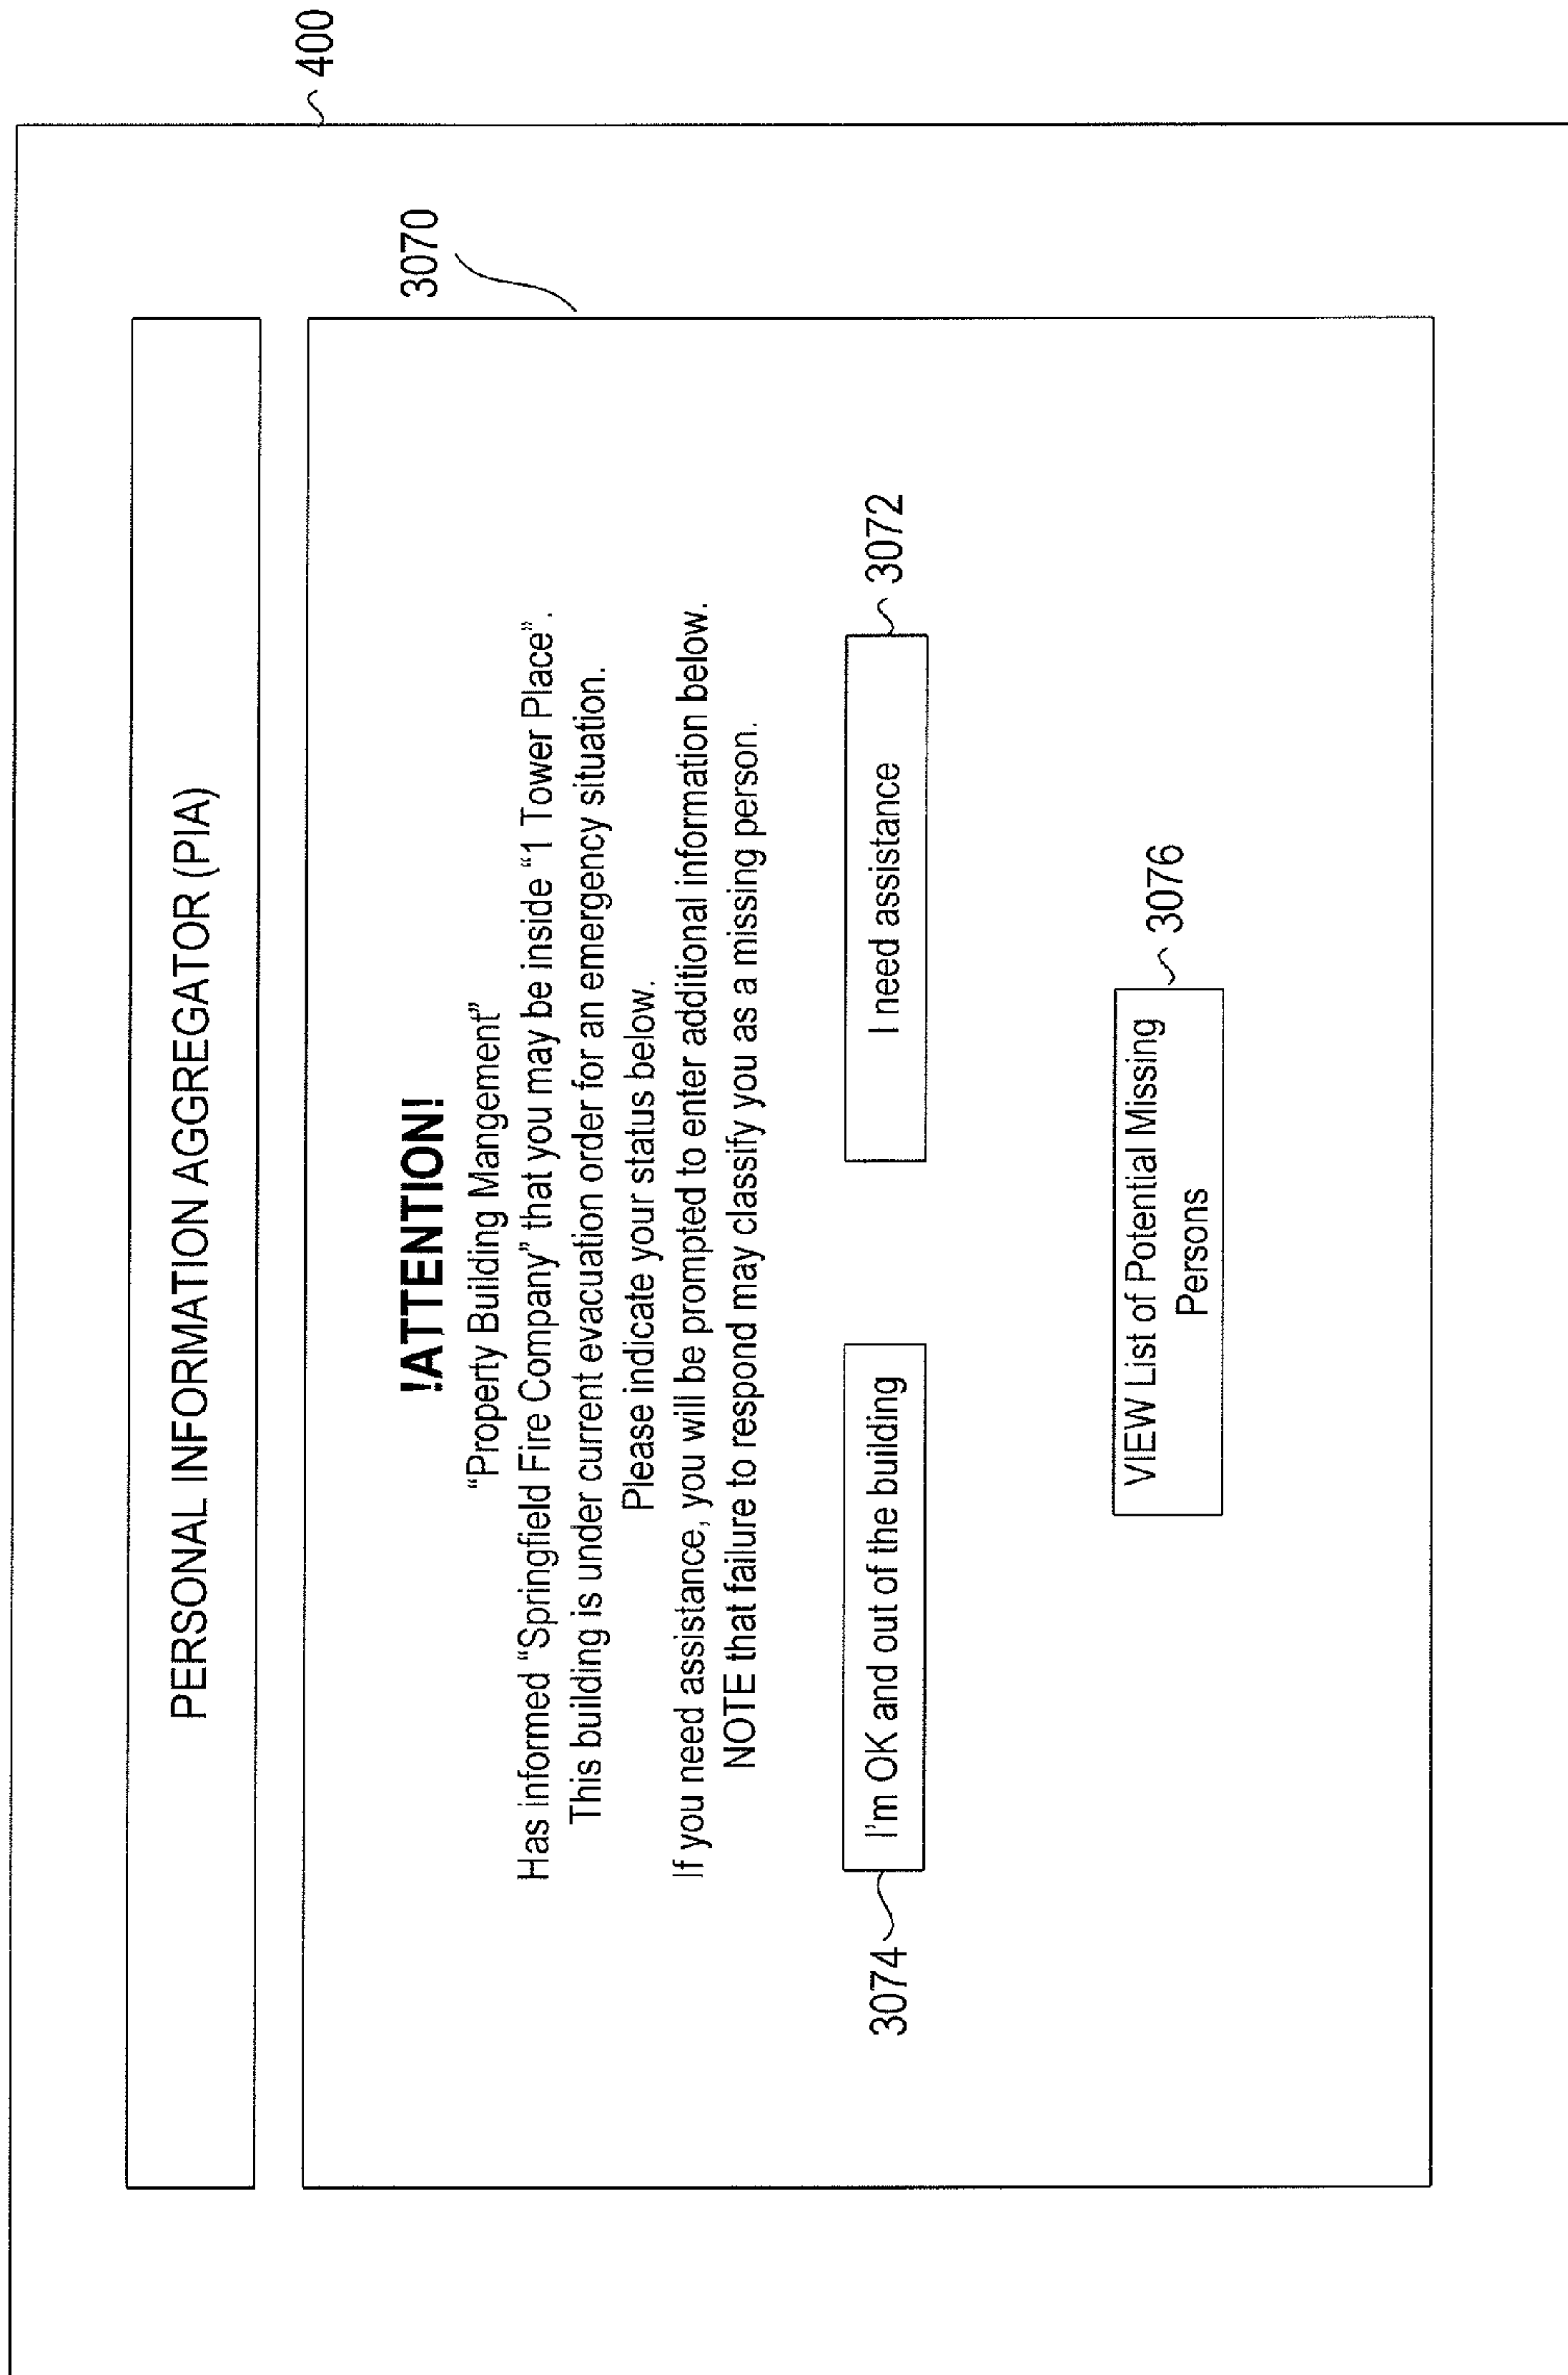 400
PERSONAL INFORMATION AGGREGATOR (PIA)
3070
!ATTENTION!
“Property Building Mangement”
Has informed “Springfield Fire Company” that you may be inside “1 Tower Place”.
This building is under current evacuation order for an emergency situation.
Please indicate your status below.
If you need assistance, you will be prompted to enter additional information below.
NOTE that failure to respond may classify you as a missing person.
3074
I'm OK and out of the building
I need assistance
3072
VIEW List of Potential Missing
Persons
3076